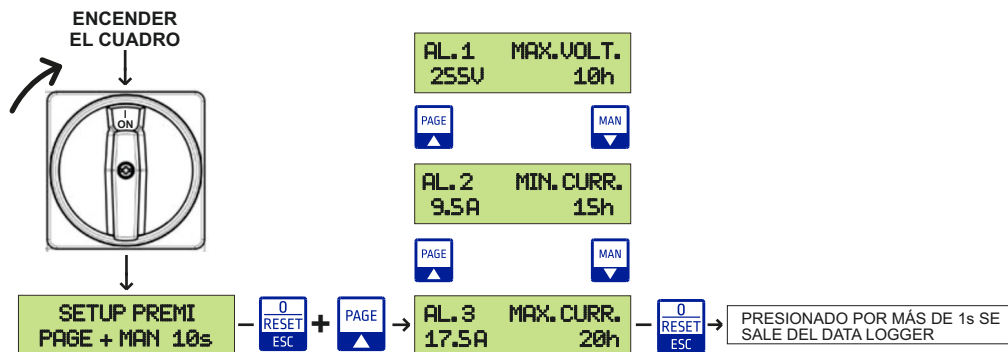 ENCENDER
EL CUADRO
I
ON
SETUP PREMI
PAGE + MAN 10s
0
RESET
ESC
+
PAGE
AL.1 MAX.VOLT.
255V 10h
PAGE
MAN
AL.2 MIN.CURR.
9.5A 15h
PAGE
MAN
AL.3 MAX.CURR.
17.5A 20h
0
RESET
ESC
PRESIONADO POR MÁS DE 1s SE
SALE DEL DATA LOGGER